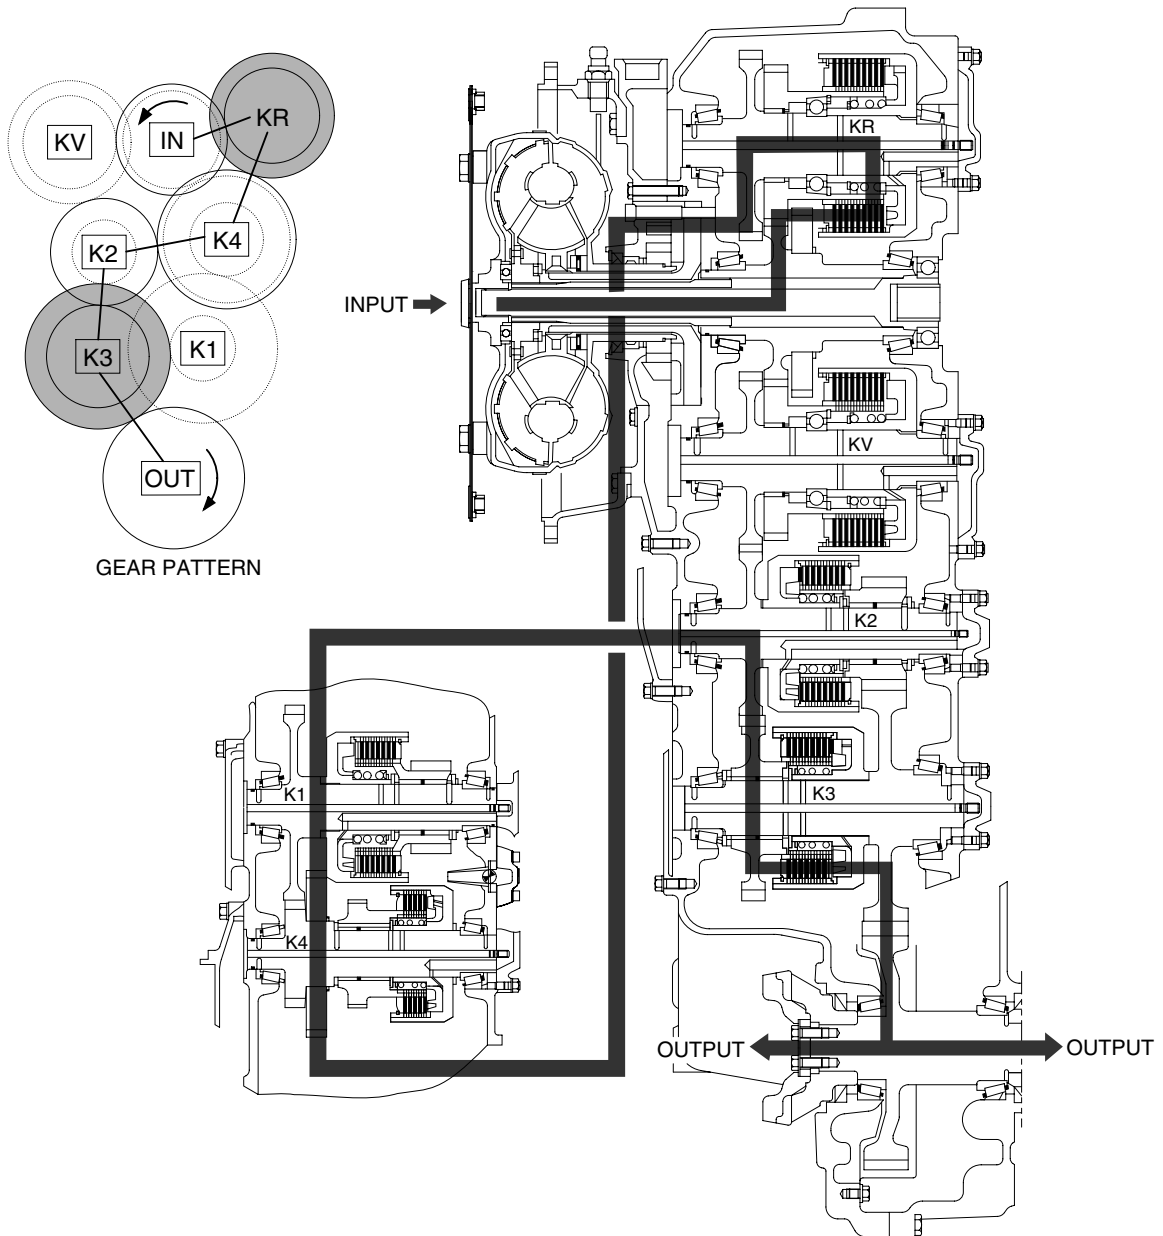 KV
IN
KR
K2
K4
K3
K1
OUT
GEAR PATTERN
INPUT
KR
KV
K2
K3
K1
K4
OUTPUT
OUTPUT